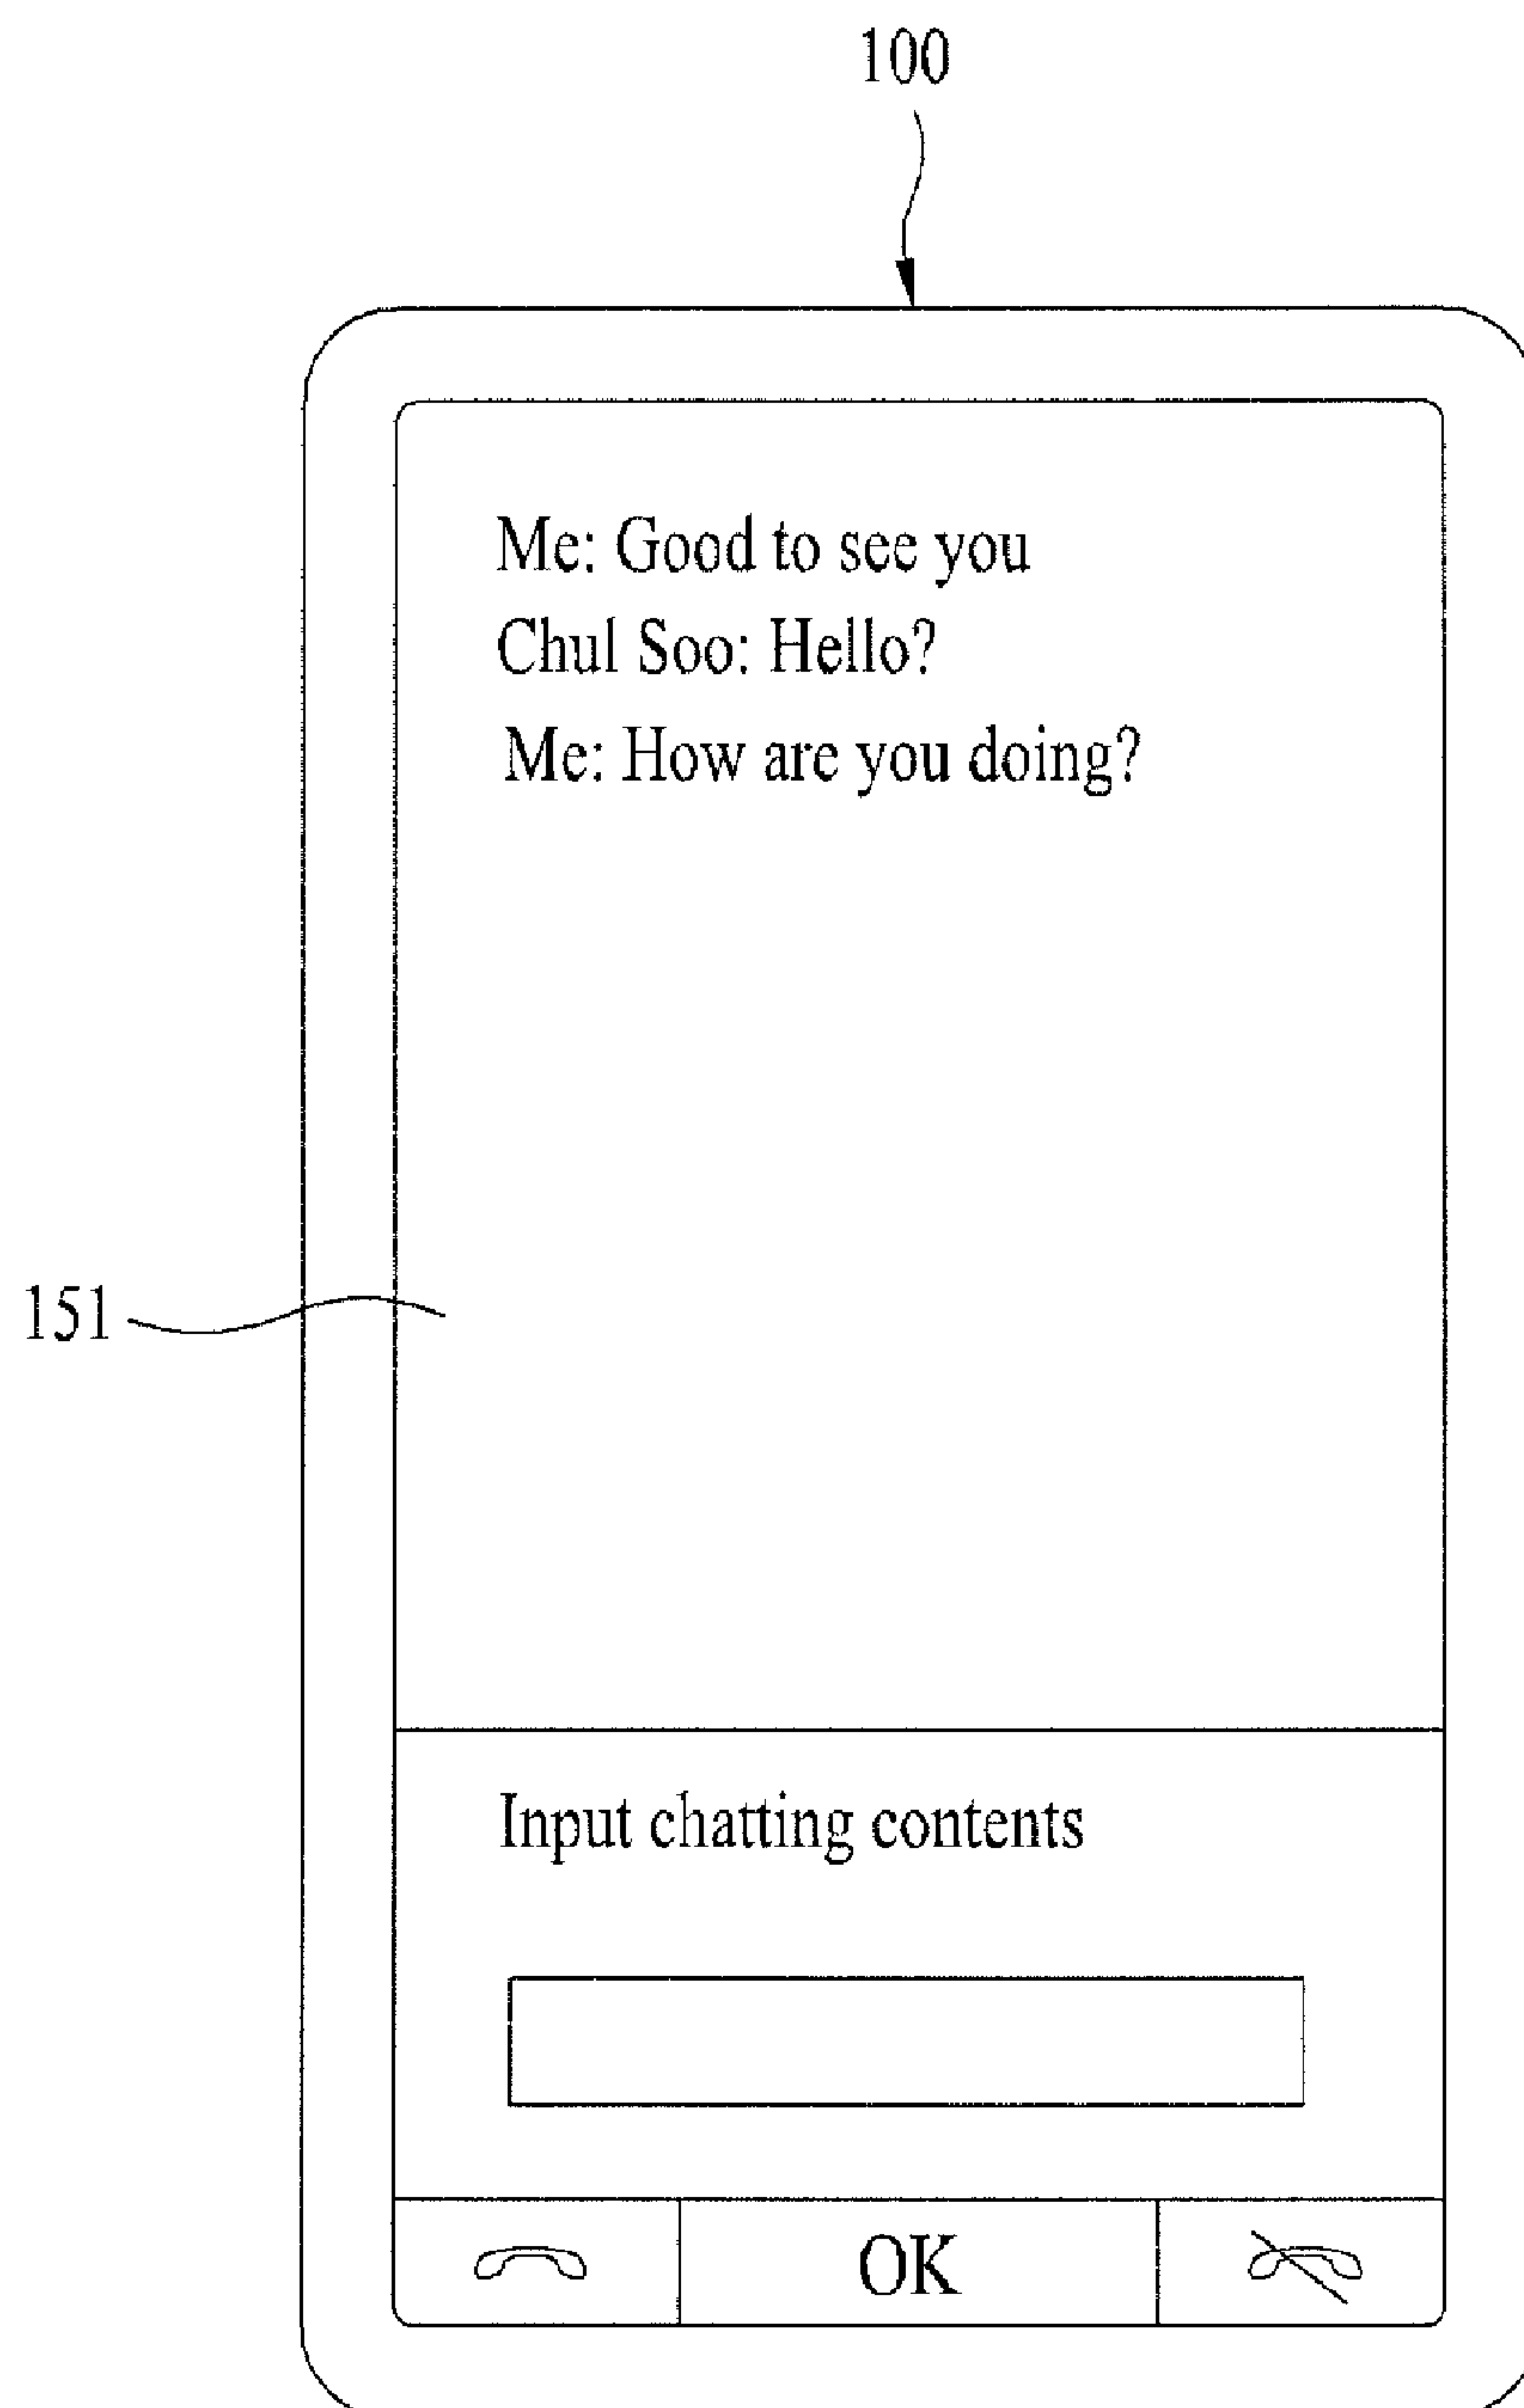 100
Me: Good to see you
Chul Soo: Hello?
Me: How are you doing?
151
Input chatting contents
OK